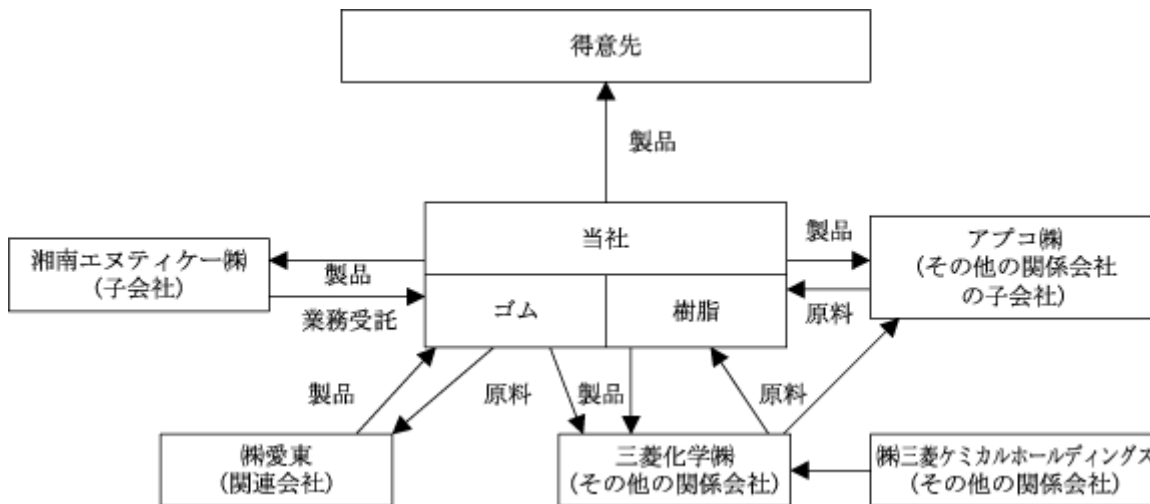 得意先
製品
当社
ゴム
樹脂
湘南エヌティケー㈱
(子会社)
製品
業務受託
製品
原料
アプコ㈱
(その他の関係会社
の子会社)
製品
原料
製品
原料
原料
㈱愛東
(関連会社)
三菱化学㈱
(その他の関係会社)
㈱三菱ケミカルホールディングス
(その他の関係会社)